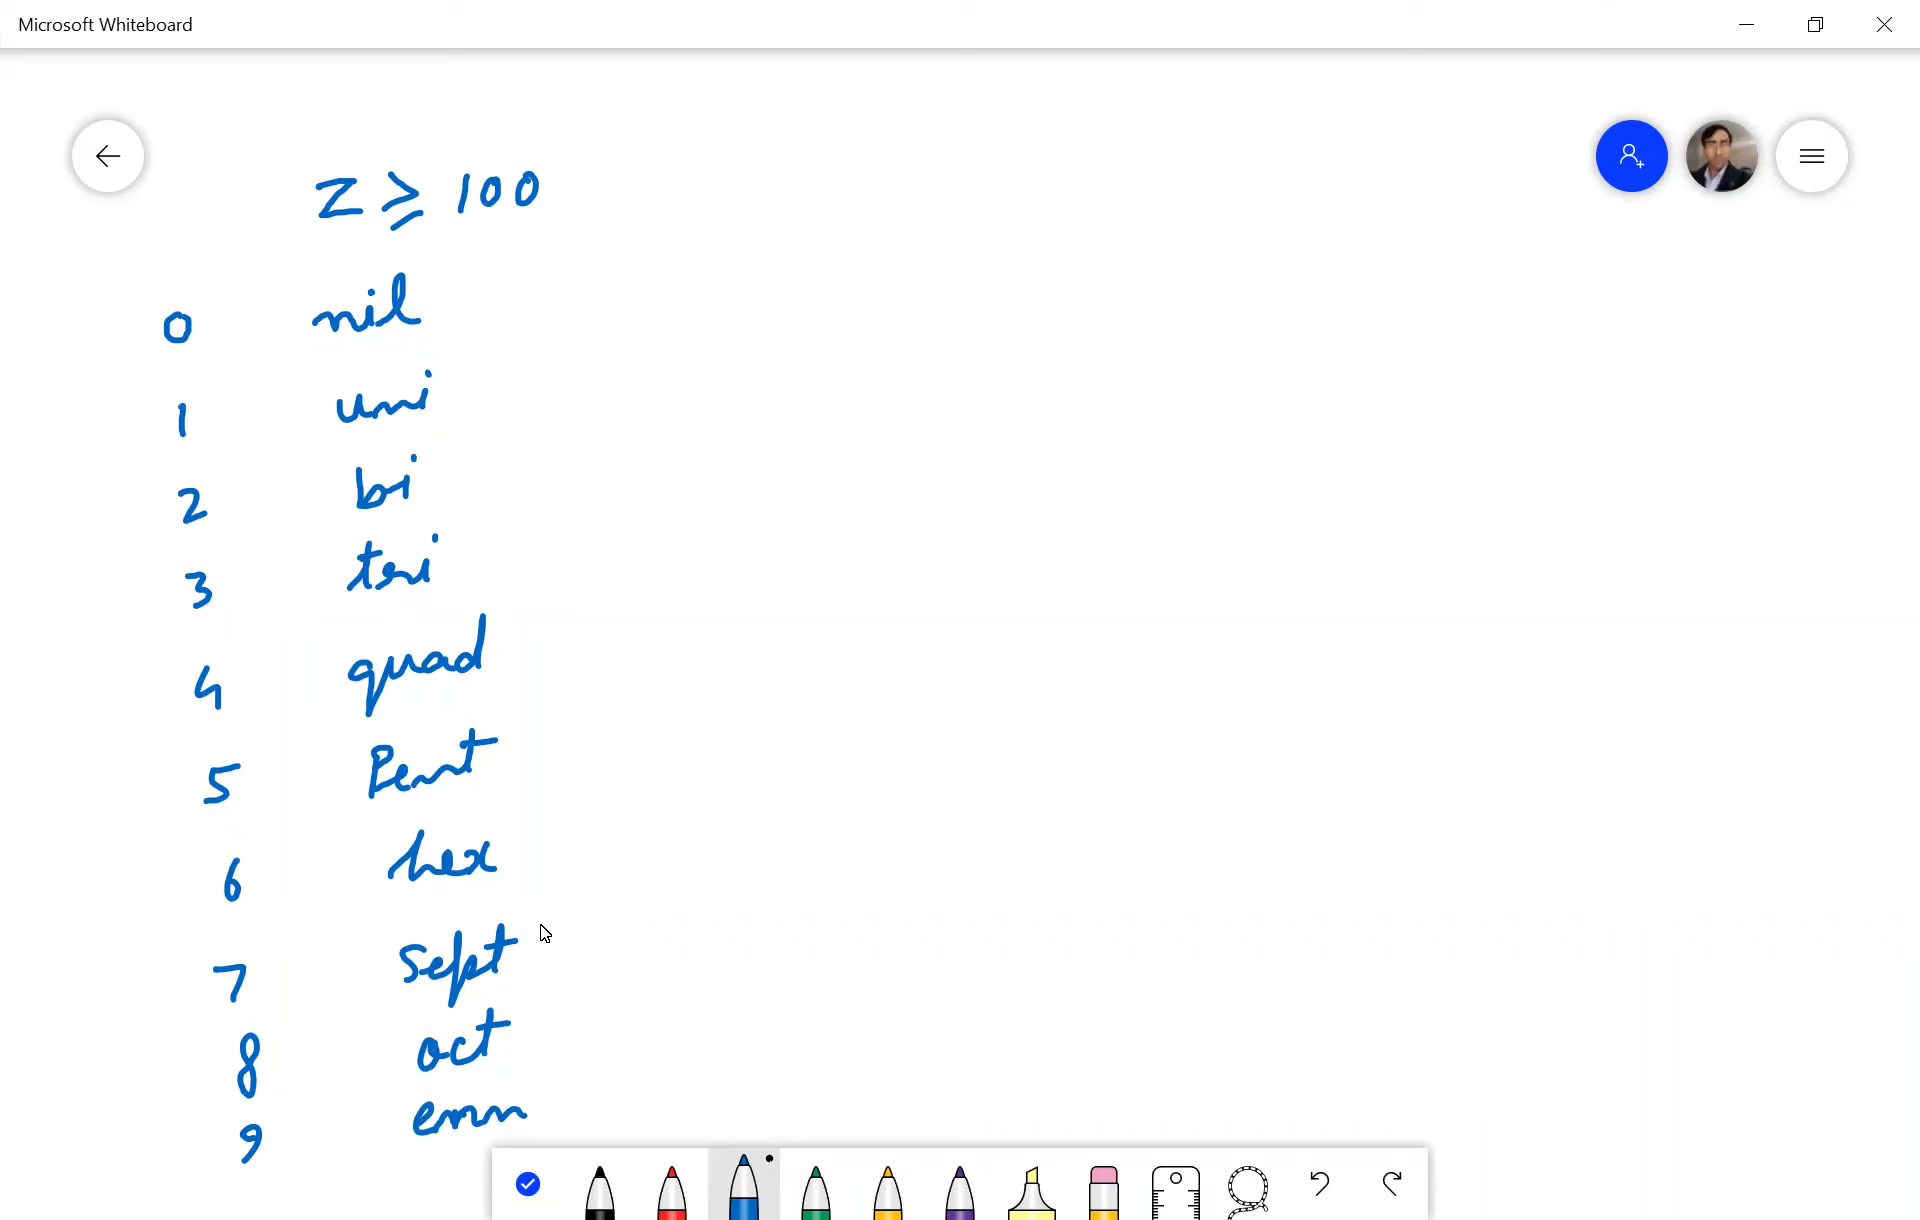 Microsoft Whiteboard
Z ≥ 100
0 nil
1 uni
2 bi
3 tri
4 quad
5 Pent
6 hex
7 Sept
8 oct
9 enn